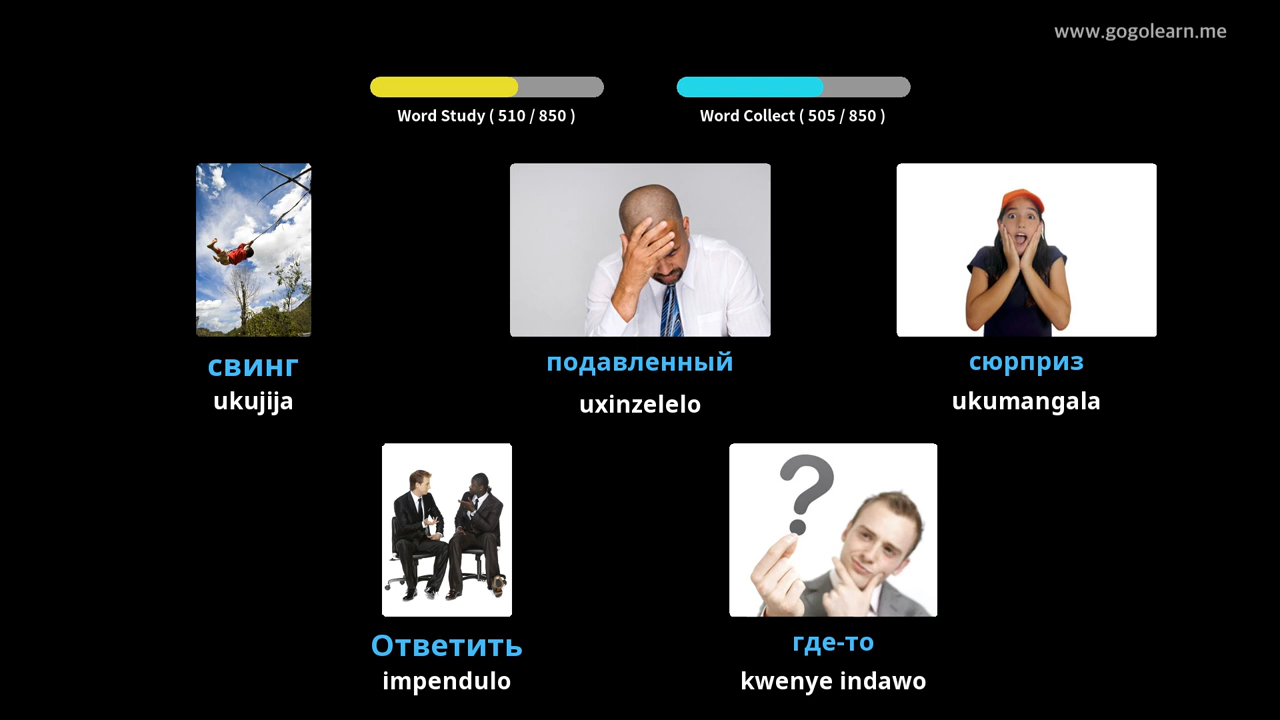 www.gogolearn.me
Word Study ( 510 / 850 )
Word Collect ( 505 / 850 )
свинг
ukujija
подавленный
uxinzelelo
сюрприз
ukumangala
Ответить
impendulo
где-то
kwenye indawo